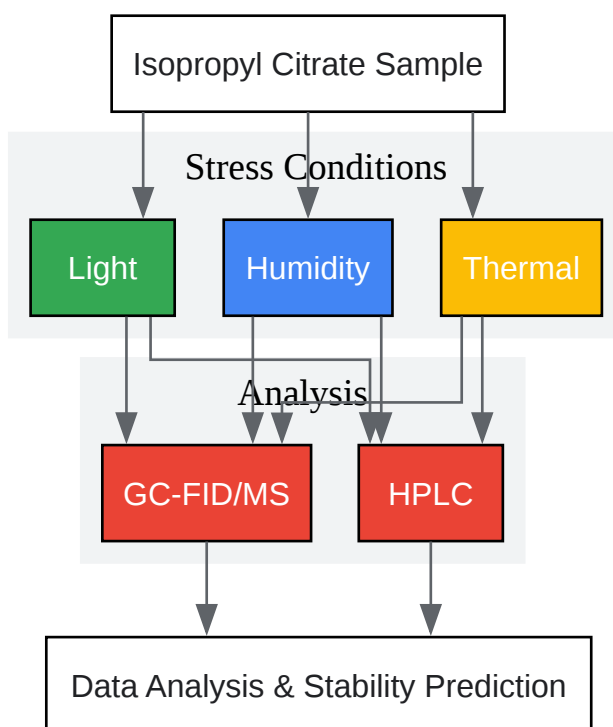 Isopropyl Citrate Sample
Stress Conditions
Light
Humidity
Thermal
Analysis
GC-FID/MS
HPLC
Data Analysis & Stability Prediction